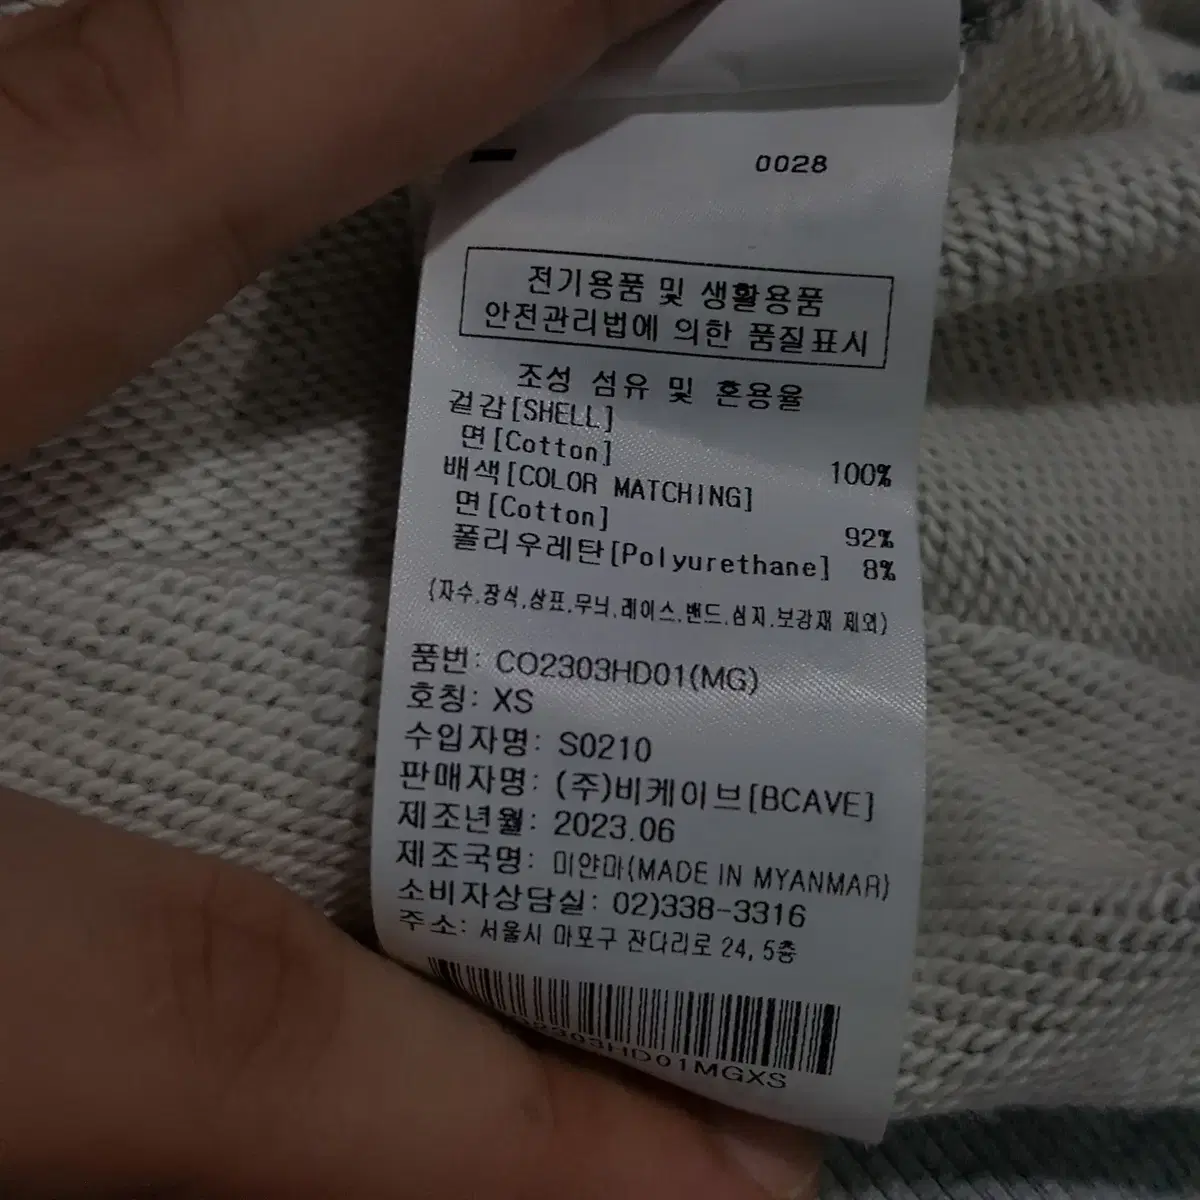 0028
전기용품 및 생활용품
안전관리법에 의한 품질표시
조성 섬유 및 혼용율
겉감[SHELL]
면[Cotton] 100%
배색[COLOR MATCHING]
면[Cotton] 92%
폴리우레탄[Polyurethane] 8%
(자수.장식.상표.무늬.레이스.밴드.심지.보강재 제외)
품번: CO2303HD01(MG)
호칭: XS
수입자명: S0210
판매자명: (주)비케이브[BCAVE]
제조년월: 2023.06
제조국명: 미얀마(MADE IN MYANMAR)
소비자상담실: 02)338-3316
주소: 서울시 마포구 잔다리로 24, 5층
2303HD01MGXS